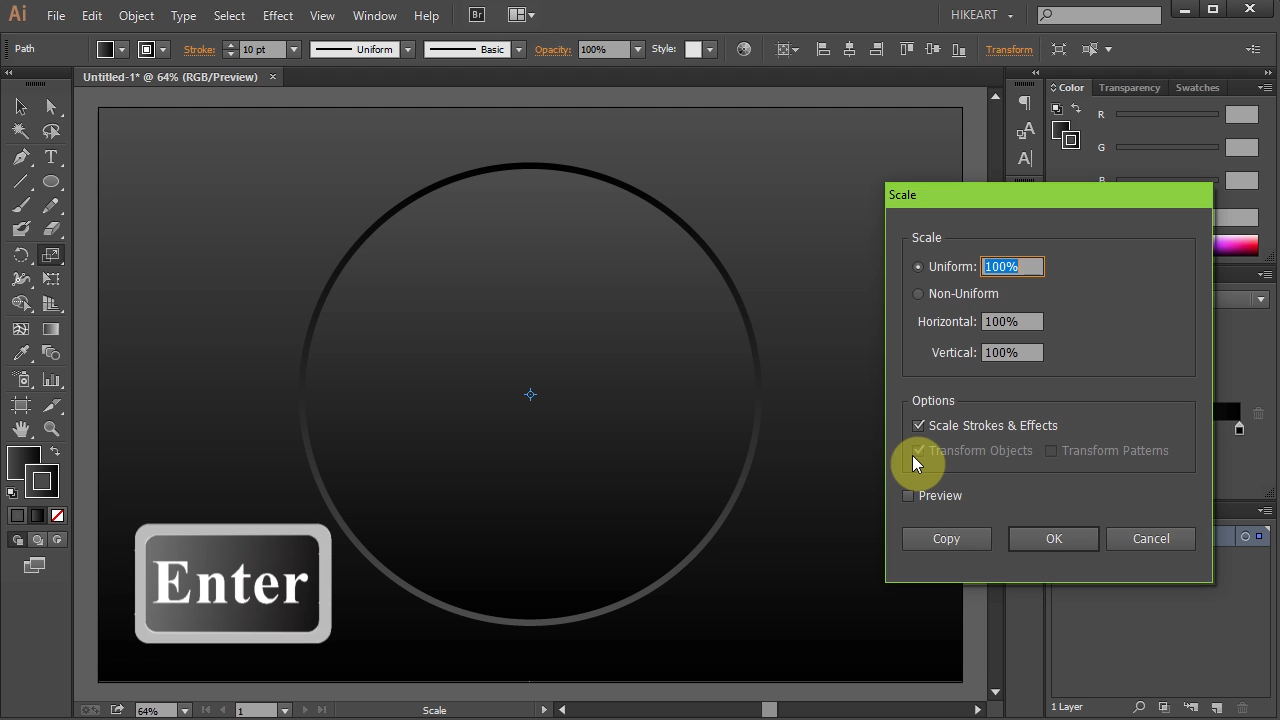 Ai File Edit Object Type Select Effect View Window Help Br HIKEART
Path Stroke: 10 pt Uniform Basic Opacity: 100% Style: Transform
Untitled-1* @ 64% (RGB/Preview) ×
Color Transparency Swatches
R
G
B
Scale
Scale
Uniform: 100%
Non-Uniform
Horizontal: 100%
Vertical: 100%
Options
Scale Strokes & Effects
Transform Objects Transform Patterns
Preview
Copy OK Cancel
Enter
64% 1 Scale
1 Layer